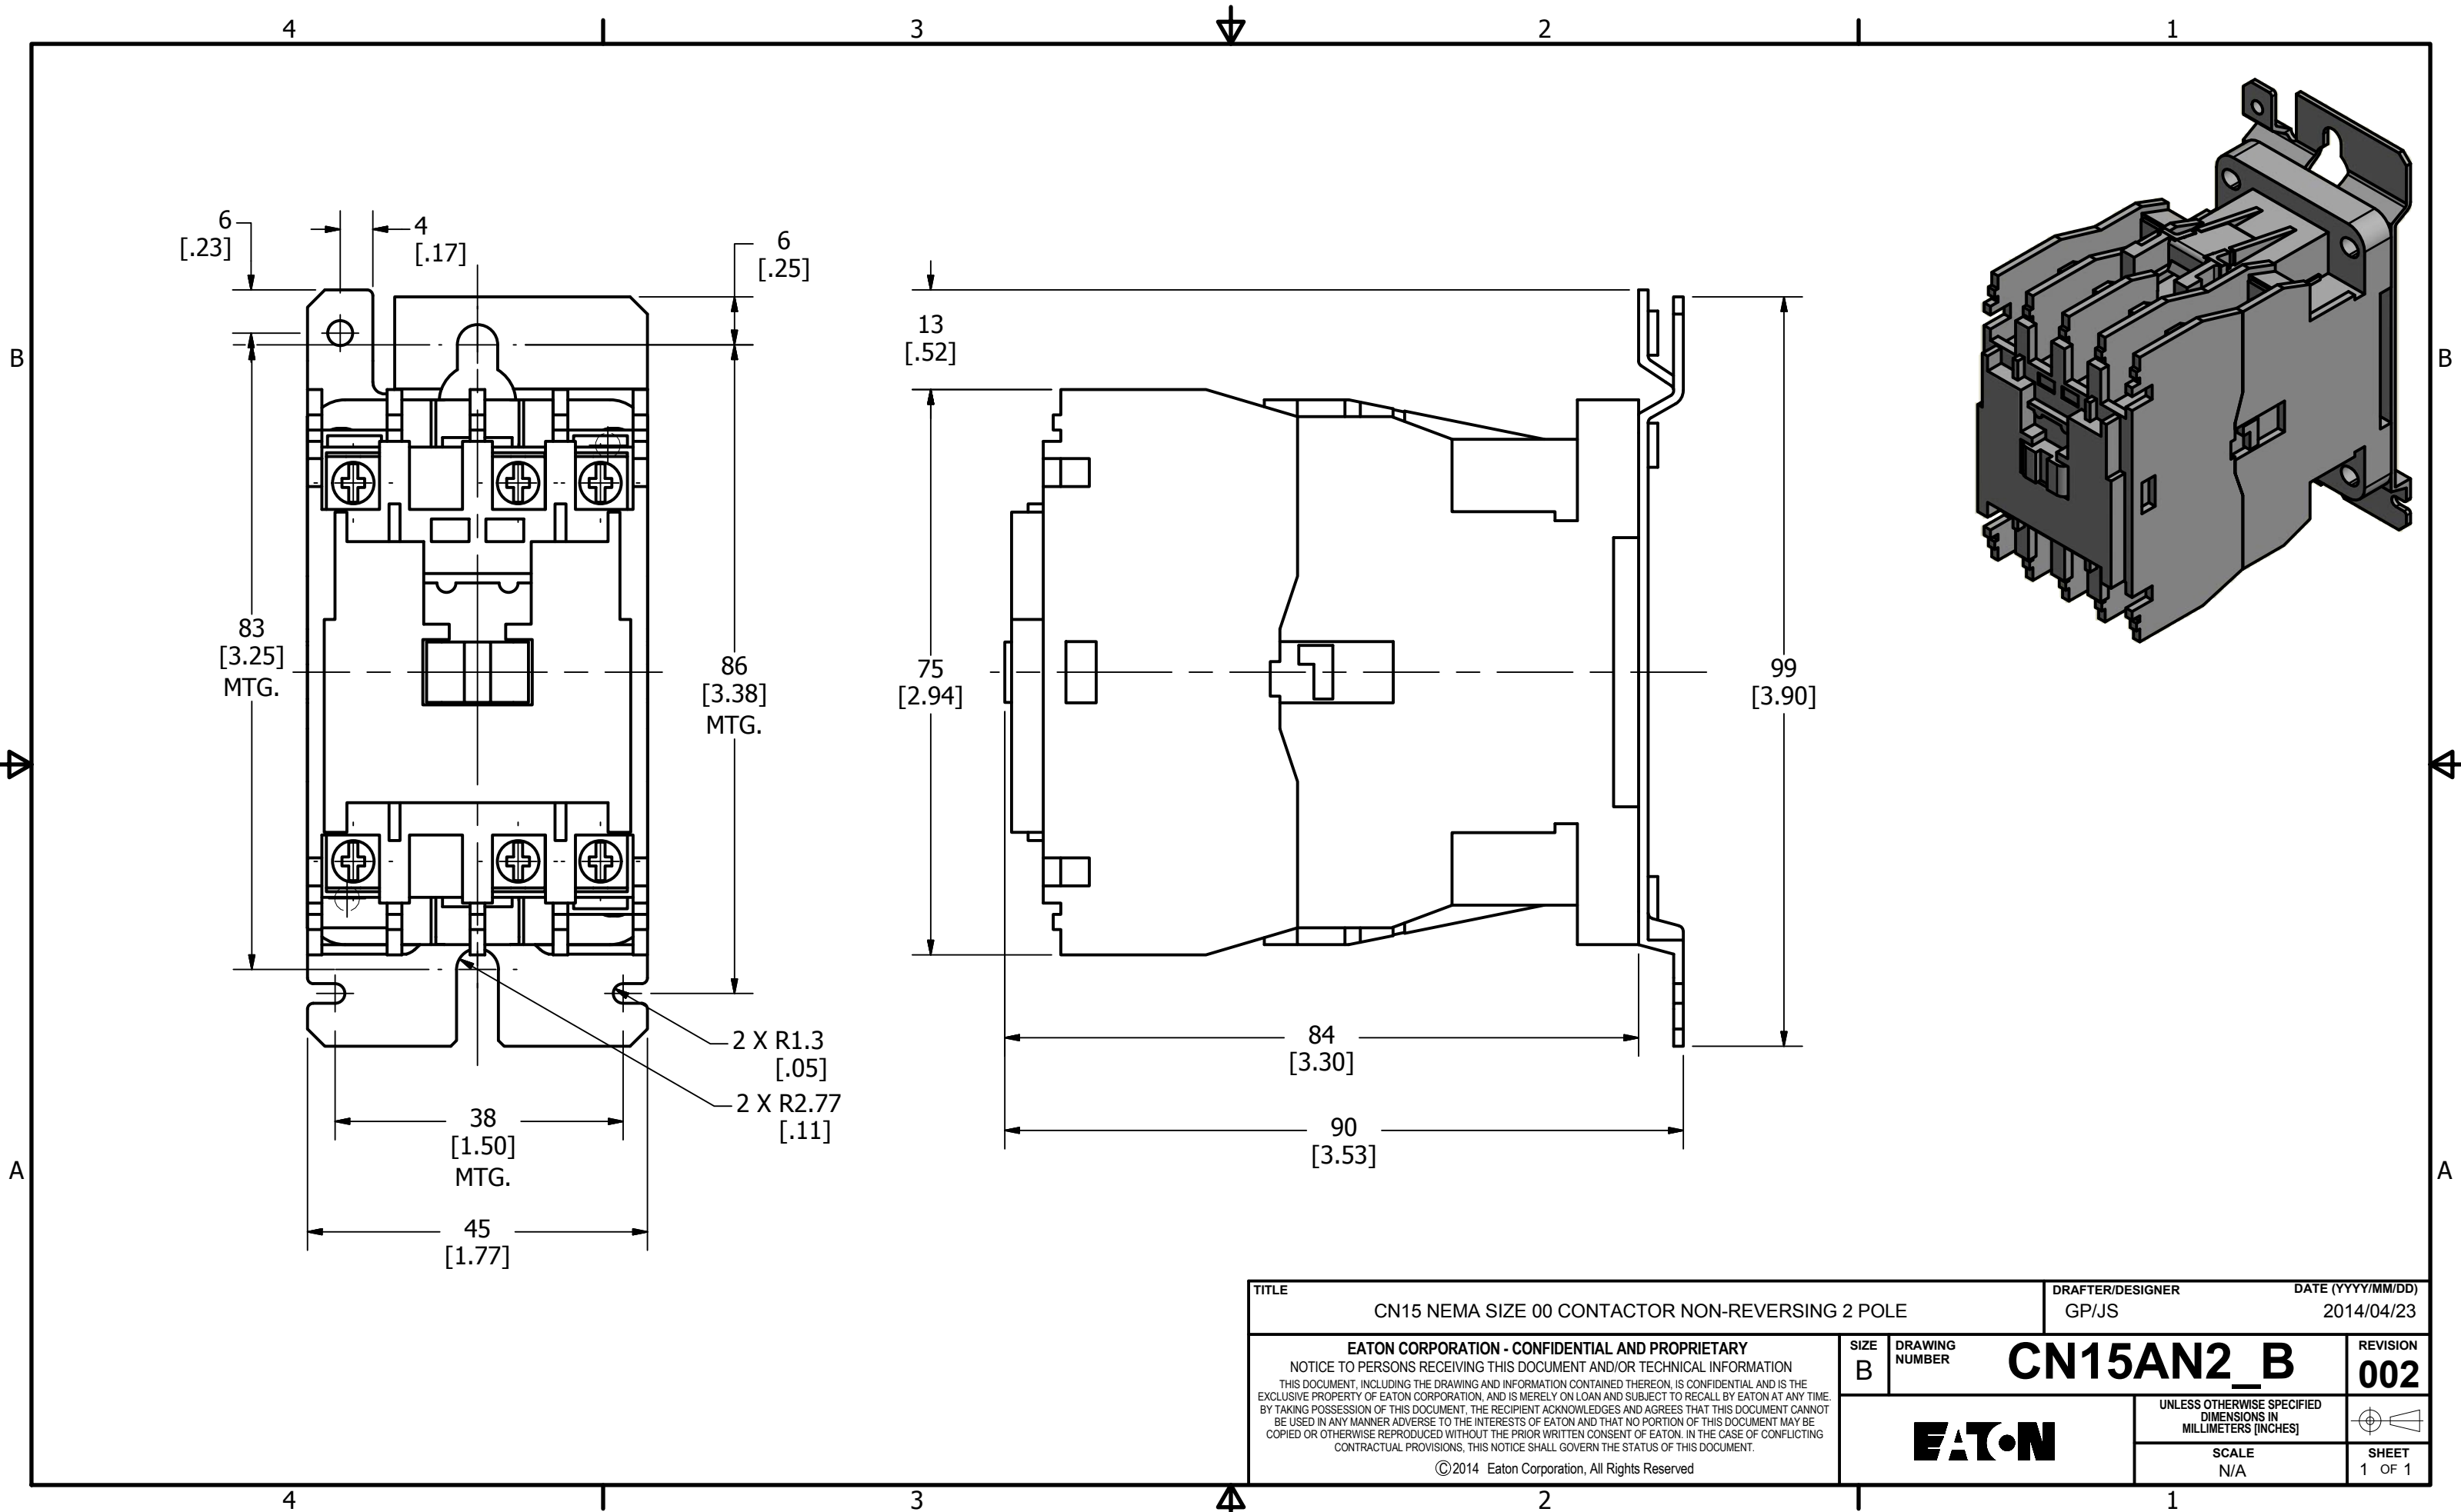 4 3 2 1
B B
A A
6
[.23]
4
[.17]
6
[.25]
83
[3.25]
MTG.
86
[3.38]
MTG.
2 X R1.3
[.05]
2 X R2.77
[.11]
38
[1.50]
MTG.
45
[1.77]
13
[.52]
75
[2.94]
99
[3.90]
84
[3.30]
90
[3.53]
TITLE
CN15 NEMA SIZE 00 CONTACTOR NON-REVERSING 2 POLE
DRAFTER/DESIGNER
GP/JS
DATE (YYYY/MM/DD)
2014/04/23
EATON CORPORATION - CONFIDENTIAL AND PROPRIETARY
NOTICE TO PERSONS RECEIVING THIS DOCUMENT AND/OR TECHNICAL INFORMATION
THIS DOCUMENT, INCLUDING THE DRAWING AND INFORMATION CONTAINED THEREON, IS CONFIDENTIAL AND IS THE
EXCLUSIVE PROPERTY OF EATON CORPORATION, AND IS MERELY ON LOAN AND SUBJECT TO RECALL BY EATON AT ANY TIME.
BY TAKING POSSESSION OF THIS DOCUMENT, THE RECIPIENT ACKNOWLEDGES AND AGREES THAT THIS DOCUMENT CANNOT
BE USED IN ANY MANNER ADVERSE TO THE INTERESTS OF EATON AND THAT NO PORTION OF THIS DOCUMENT MAY BE
COPIED OR OTHERWISE REPRODUCED WITHOUT THE PRIOR WRITTEN CONSENT OF EATON. IN THE CASE OF CONFLICTING
CONTRACTUAL PROVISIONS, THIS NOTICE SHALL GOVERN THE STATUS OF THIS DOCUMENT.
©2014 Eaton Corporation, All Rights Reserved
SIZE
B
DRAWING
NUMBER
CN15AN2_B
REVISION
002
EATON
UNLESS OTHERWISE SPECIFIED
DIMENSIONS IN
MILLIMETERS [INCHES]
SCALE
N/A
SHEET
1 OF 1
4 3 2 1